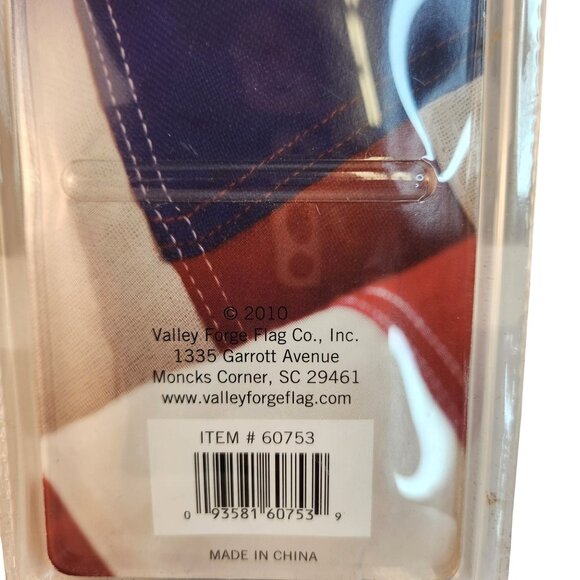 © 2010
Valley Forge Flag Co., Inc.
1335 Garrott Avenue
Moncks Corner, SC 29461
www.valleyforgeflag.com
ITEM # 60753
0 93581 60753 9
MADE IN CHINA